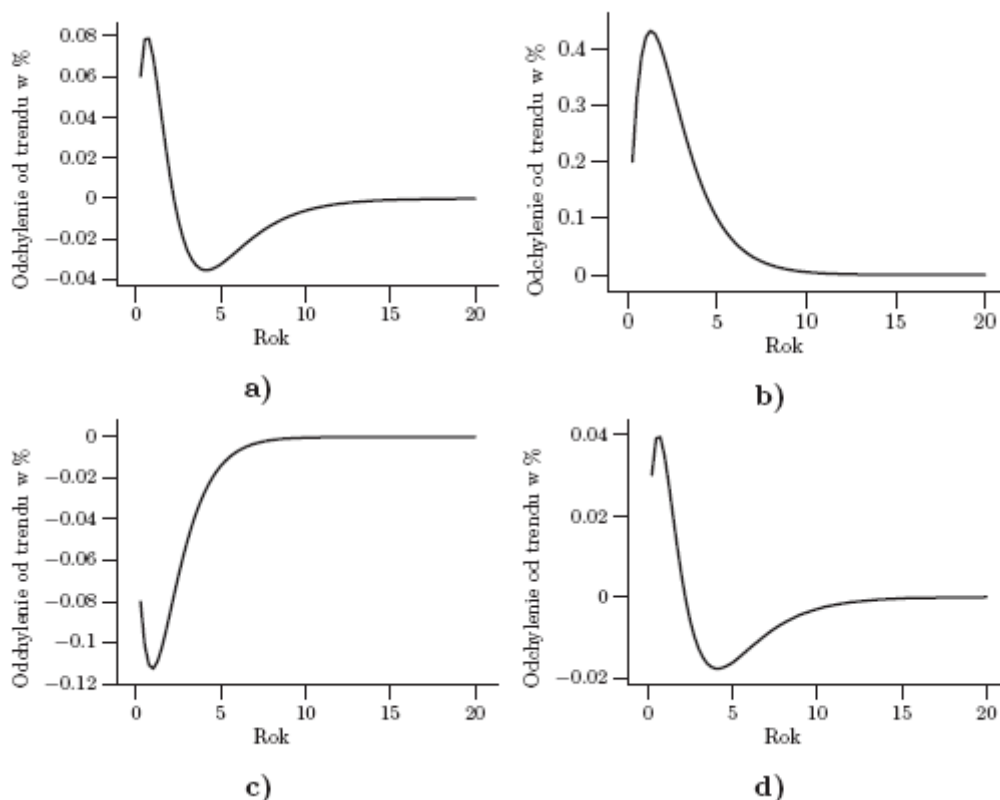 Odchylenie od trendu w %
0.08
0.06
0.04
0.02
0
−0.02
−0.04
0 5 10 15 20
Rok
a)
Odchylenie od trendu w %
0.4
0.3
0.2
0.1
0
0 5 10 15 20
Rok
b)
Odchylenie od trendu w %
0
−0.02
−0.04
−0.06
−0.08
−0.1
−0.12
0 5 10 15 20
Rok
c)
Odchylenie od trendu w %
0.04
0.02
0
−0.02
0 5 10 15 20
Rok
d)